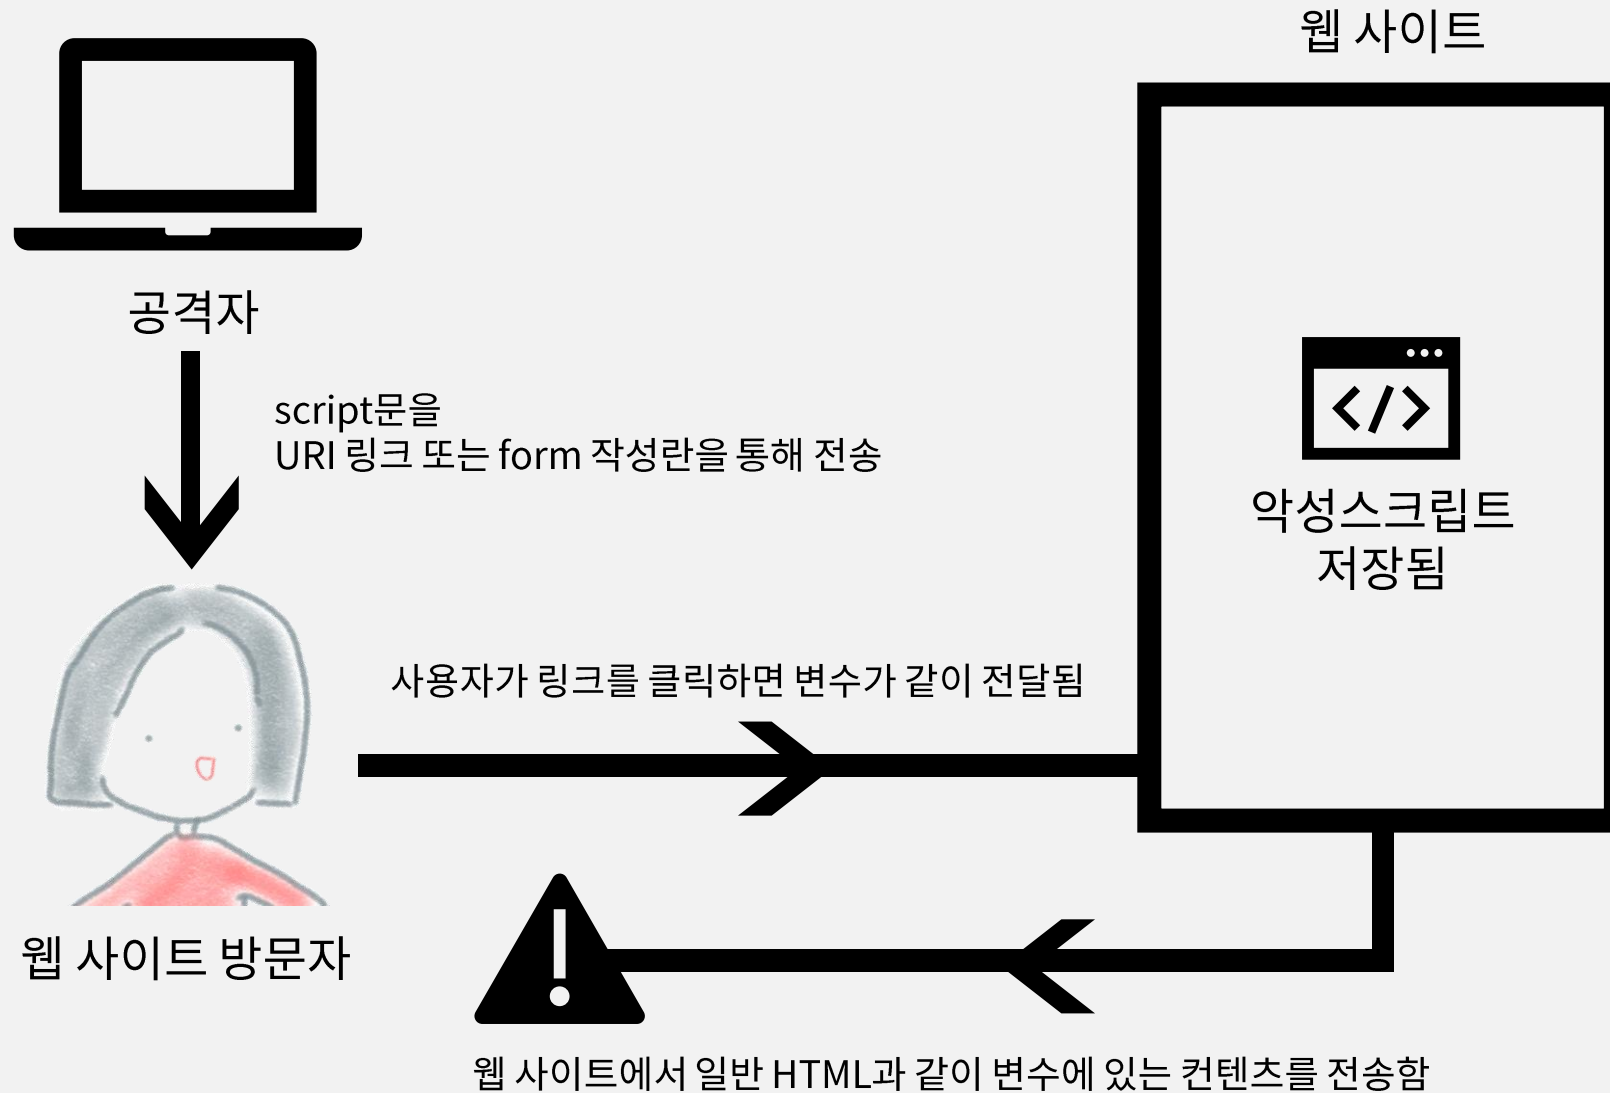 웹 사이트
공격자
script문을
URI 링크 또는 form 작성란을 통해 전송
</>
악성스크립트
저장됨
사용자가 링크를 클릭하면 변수가 같이 전달됨
웹 사이트 방문자
웹 사이트에서 일반 HTML과 같이 변수에 있는 컨텐츠를 전송함